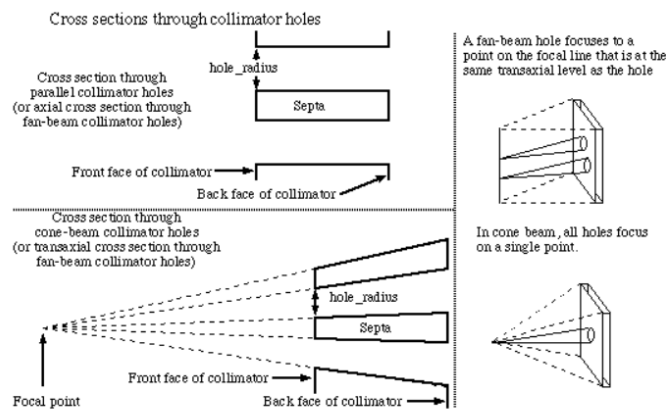 Cross sections through collimator holes
hole_radius
Cross section through
parallel collimator holes
(or axial cross section through
fan-beam collimator holes)
Septa
Front face of collimator
Back face of collimator
Cross section through
cone-beam collimator holes
(or transaxial cross section through
fan-beam collimator holes)
hole_radius
Septa
Front face of collimator
Focal point
Back face of collimator
A fan-beam hole focuses to a
point on the focal line that is at the
same transaxial level as the hole
In cone beam, all holes focus
on a single point.